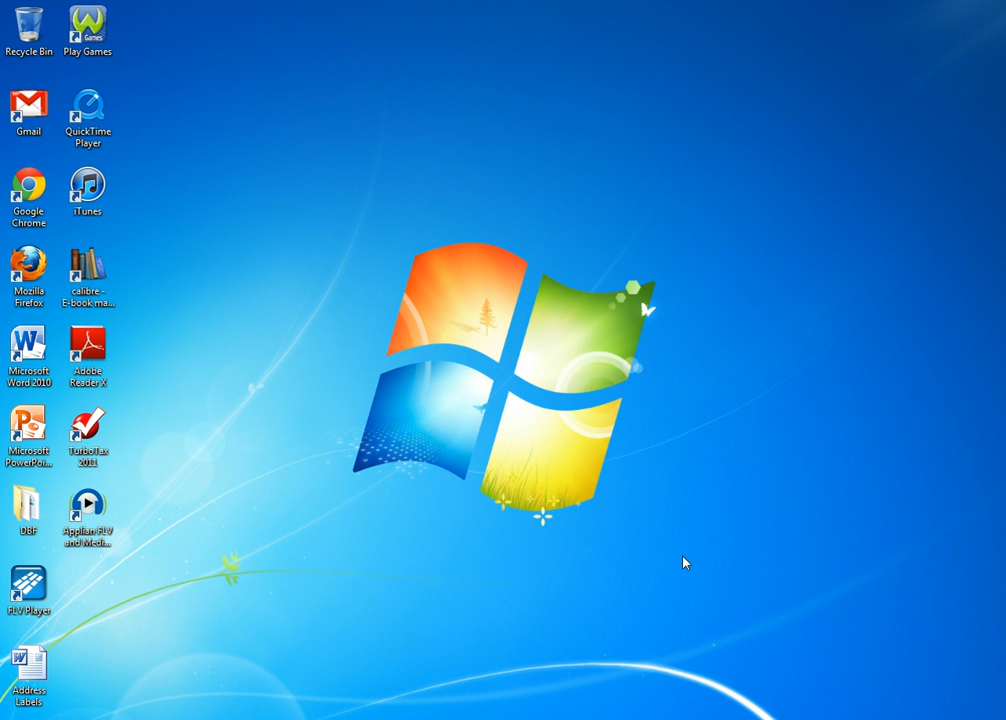 Recycle Bin
Play Games
Gmail
QuickTime
Player
Google
Chrome
iTunes
Mozilla
Firefox
calibre -
E-book ma...
Microsoft
Word 2010
Adobe
Reader X
Microsoft
PowerPoi...
TurboTax
2011
DBF
Applian FLV
and Medi...
FLV Player
Address
Labels